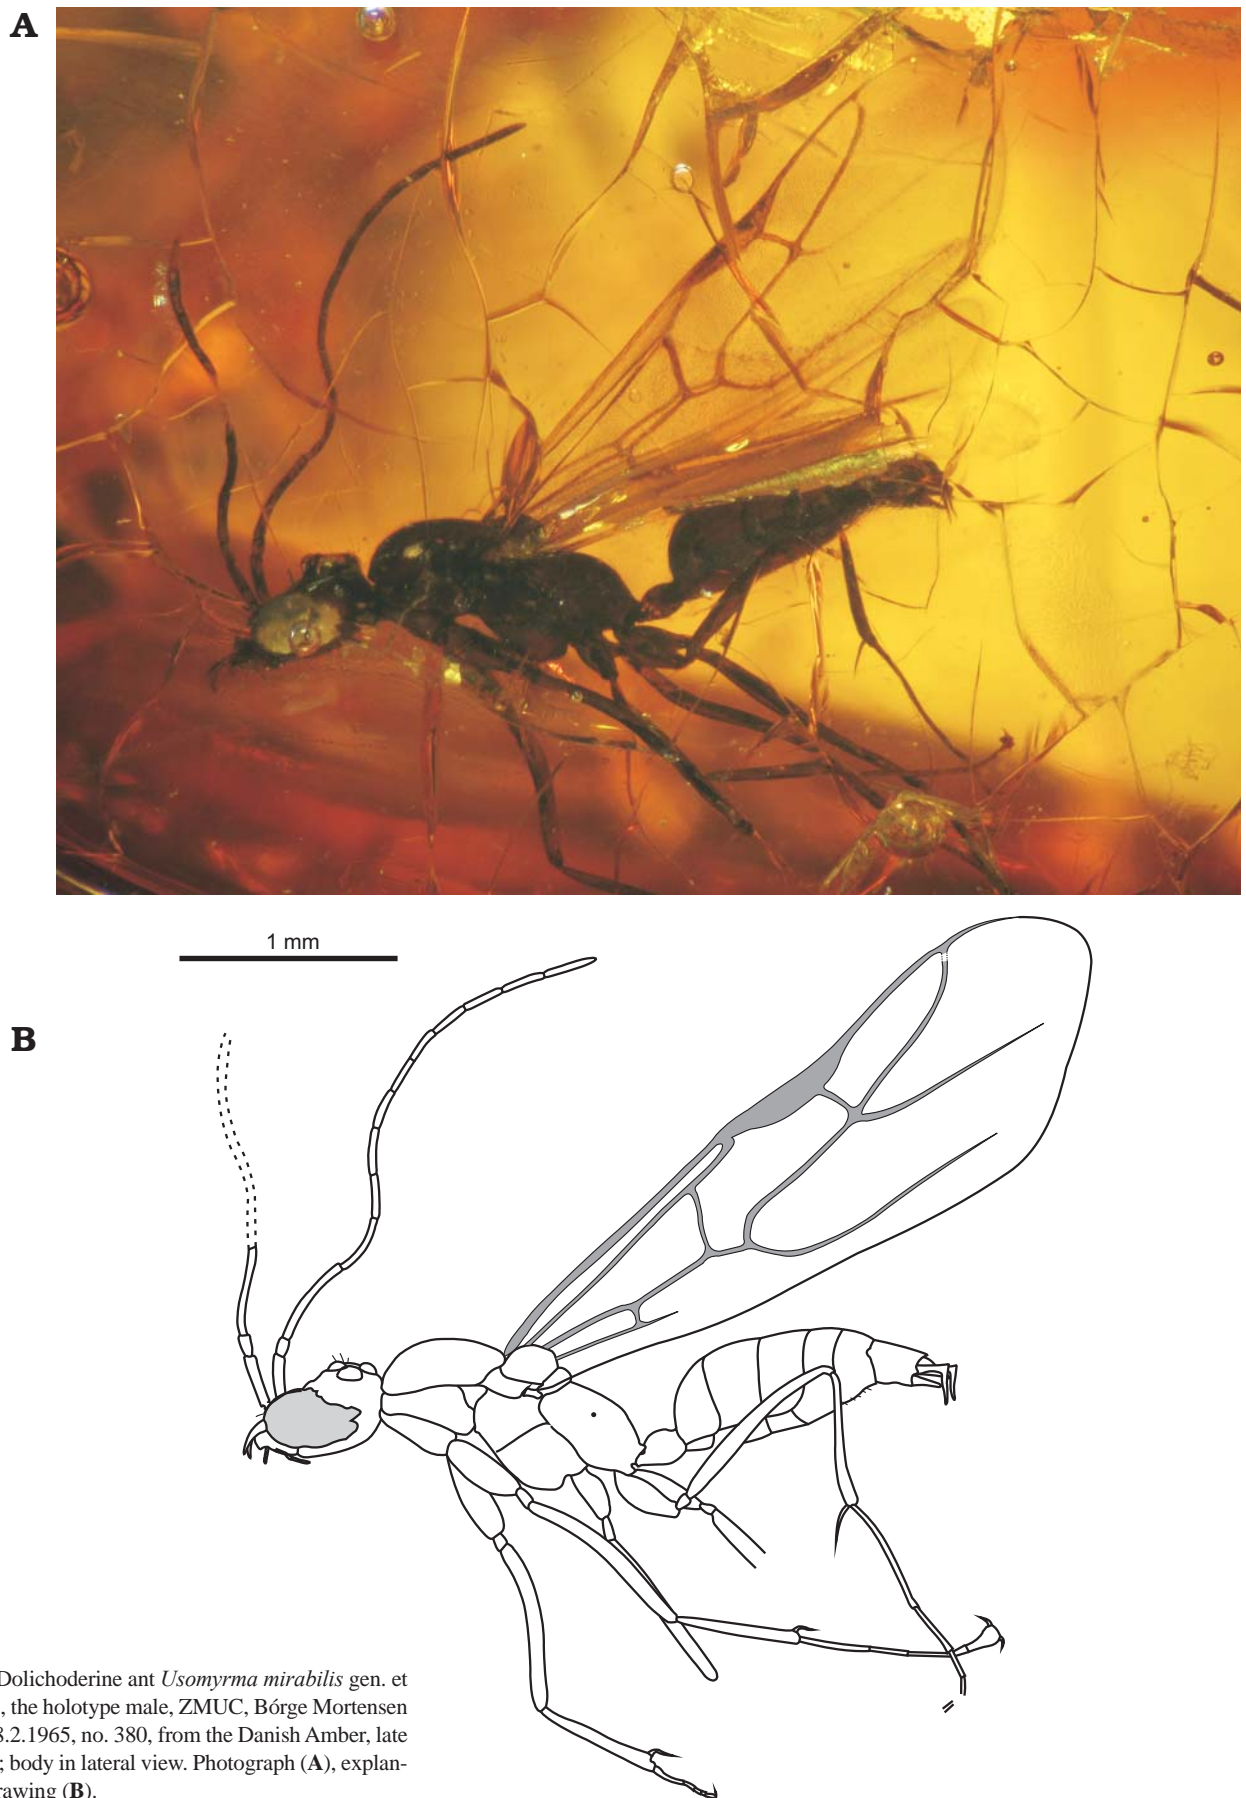 A
1 mm
B
Dolichoderine ant Usomyrma mirabilis gen. et
, the holotype male, ZMUC, Bórge Mortensen
.2.1965, no. 380, from the Danish Amber, late
; body in lateral view. Photograph (A), explan-
rawing (B).